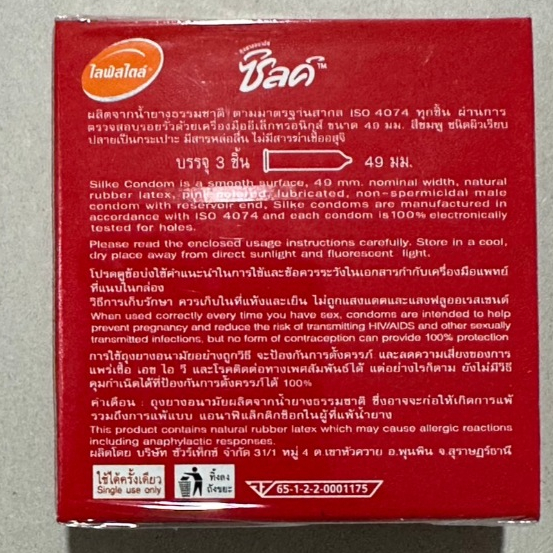 ไลฟ์สไตล์
ถุงยางอนามัย
ซิลค์™
ผลิตจากน้ำยางธรรมชาติ ตามมาตรฐานสากล ISO 4074 ทุกชิ้น ผ่านการ
ตรวจสอบรอยรั่วด้วยเครื่องมืออิเล็กทรอนิกส์ ขนาด 49 มม. สีชมพู ชนิดผิวเรียบ
ปลายเป็นกระเปาะ มีสารหล่อลื่น ไม่มีสารฆ่าเชื้ออสุจิ
บรรจุ 3 ชิ้น 49 มม.
Silke Condom is a smooth surface, 49 mm. nominal width, natural
rubber latex, pink colored, lubricated, non-spermicidal male
condom with reservoir end, Silke condoms are manufactured in
accordance with ISO 4074 and each condom is 100% electronically
tested for holes.
Please read the enclosed usage instructions carefully. Store in a cool,
dry place away from direct sunlight and fluorescent light.
โปรดดูข้อบ่งใช้คำแนะนำในการใช้และข้อควรระวังในเอกสารกำกับเครื่องมือแพทย์
ที่แนบในกล่อง
วิธีการเก็บรักษา ควรเก็บในที่แห้งและเย็น ไม่ถูกแสงแดดและแสงฟลูออเรสเซนต์
When used correctly every time you have sex, condoms are intended to help
prevent pregnancy and reduce the risk of transmitting HIV/AIDS and other sexually
transmitted infections, but no form of contraception can provide 100% protection
การใช้ถุงยางอนามัยอย่างถูกวิธี จะป้องกันการตั้งครรภ์ และลดความเสี่ยงของการ
แพร่เชื้อ เอช ไอ วี และโรคติดต่อทางเพศสัมพันธ์ได้ แต่อย่างไรก็ตาม ยังไม่มีวิธี
คุมกำเนิดใดที่ป้องกันการตั้งครรภ์ได้ 100%
คำเตือน : ถุงยางอนามัยผลิตจากน้ำยางธรรมชาติ ซึ่งอาจจะก่อให้เกิดการแพ้
รวมถึงการแพ้แบบ แอนาฟิแล็กติกช็อกในผู้ที่แพ้น้ำยาง
This product contains natural rubber latex which may cause allergic reactions
including anaphylactic responses.
ผลิตโดย บริษัท ชัวร์เท็กซ์ จำกัด 31/1 หมู่ 4 ต.เขาหัวควาย อ.พุนพิน จ.สุราษฎร์ธานี
ใช้ได้ครั้งเดียว
Single use only
ทิ้งลง
ถังขยะ
65-1-2-2-0001175